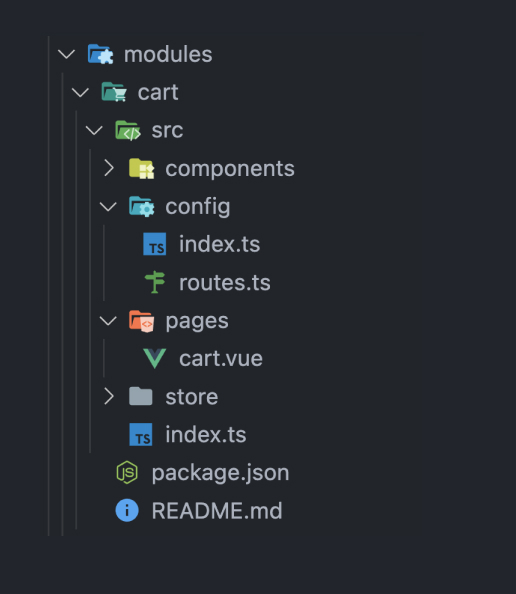 modules
cart
src
components
config
TS index.ts
routes.ts
pages
cart.vue
store
TS index.ts
JS package.json
i README.md